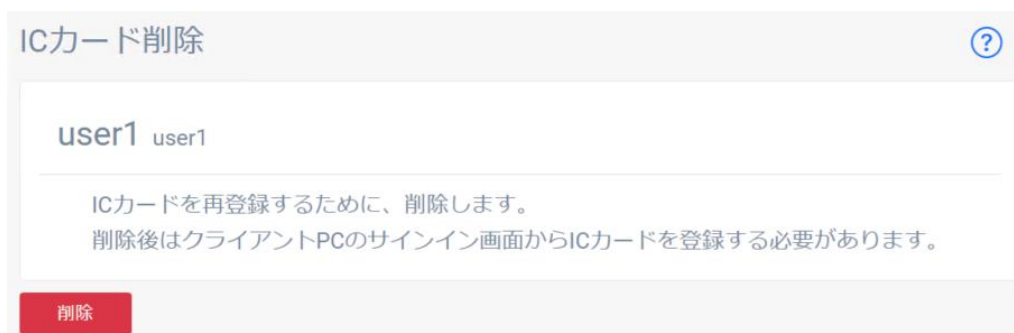 ICカード削除
?
user1 user1
ICカードを再登録するために、削除します。
削除後はクライアントPCのサインイン画面からICカードを登録する必要があります。
削除